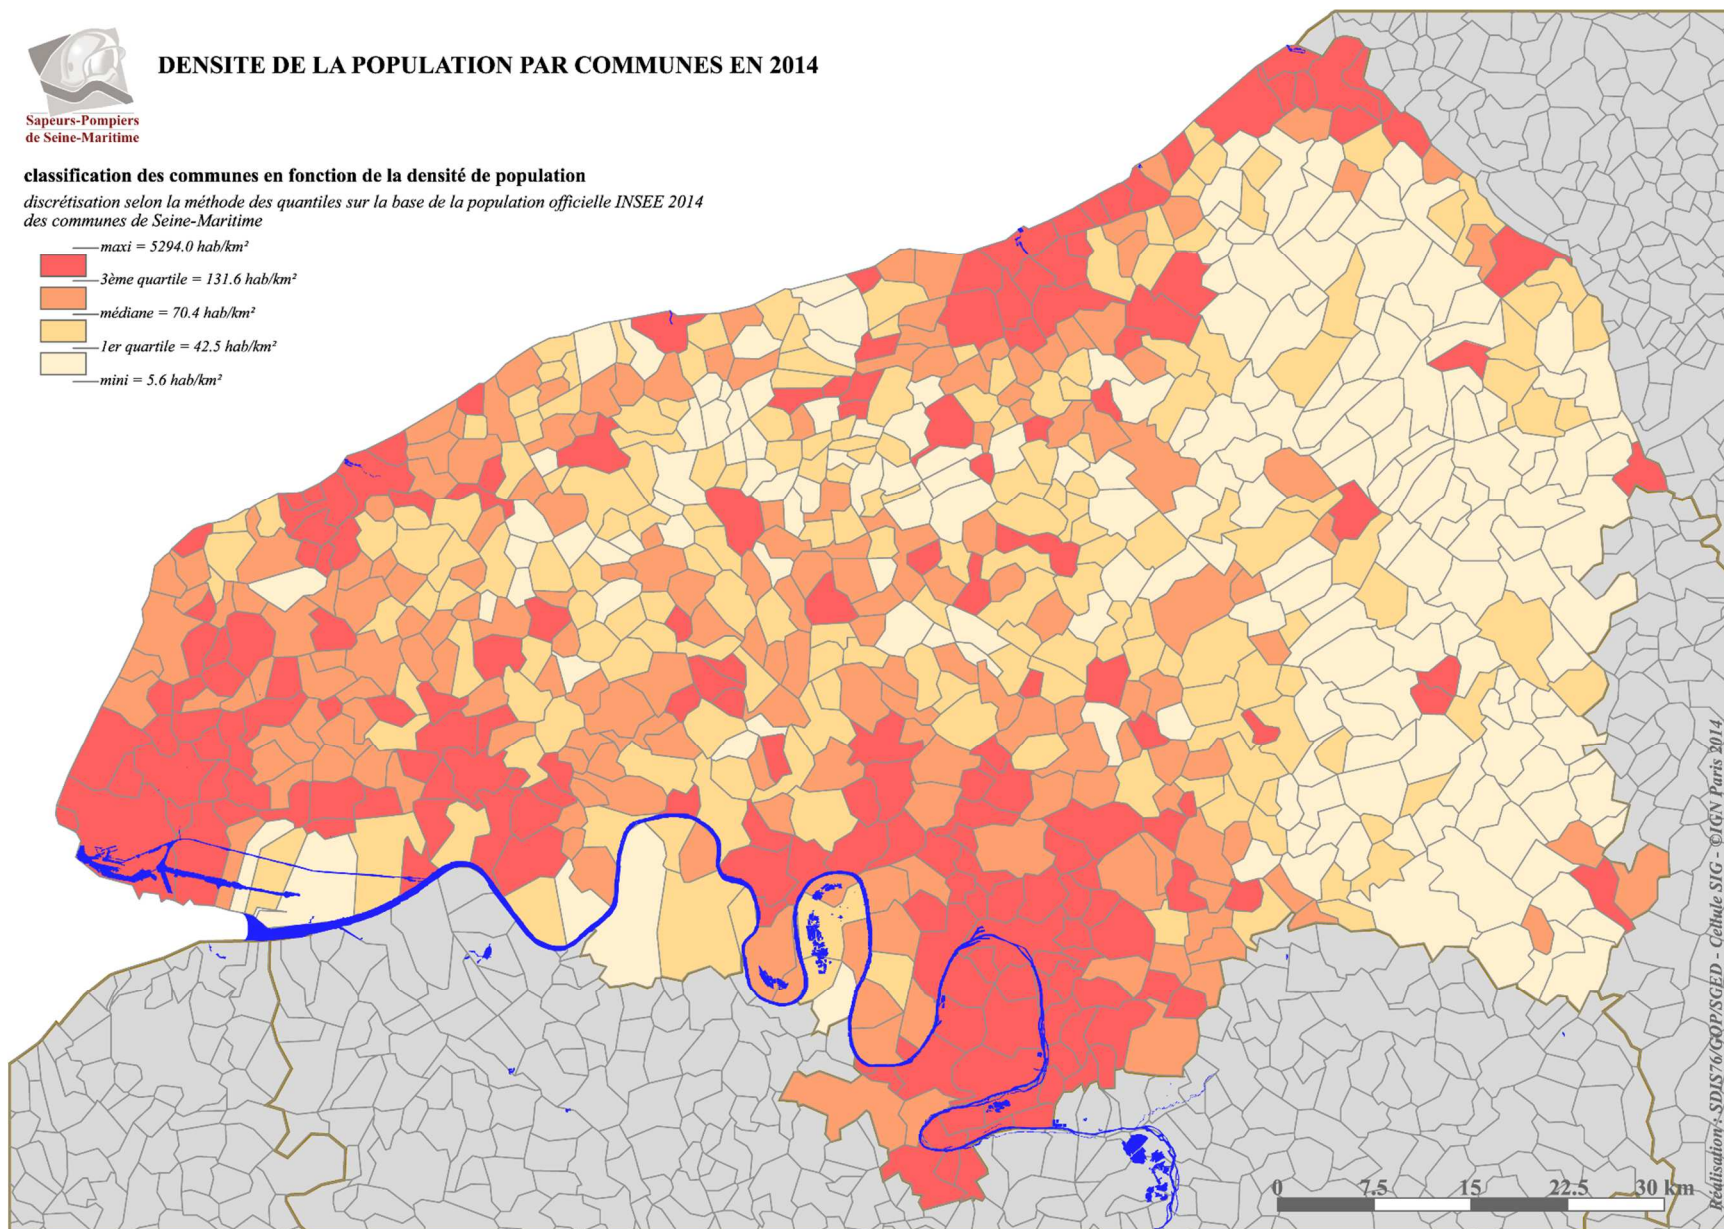 DENSITE DE LA POPULATION PAR COMMUNES EN 2014
Sapeurs-Pompiers
de Seine-Maritime
classification des communes en fonction de la densité de population
discrétisation selon la méthode des quantiles sur la base de la population officielle INSEE 2014
des communes de Seine-Maritime
maxi = 5294.0 hab/km²
3ème quartile = 131.6 hab/km²
médiane = 70.4 hab/km²
1er quartile = 42.5 hab/km²
mini = 5.6 hab/km²
0 7.5 15 22.5 30 km
Réalisation : SDIS76/GOP/SGED - Cellule SIG - ©IGN Paris 2014